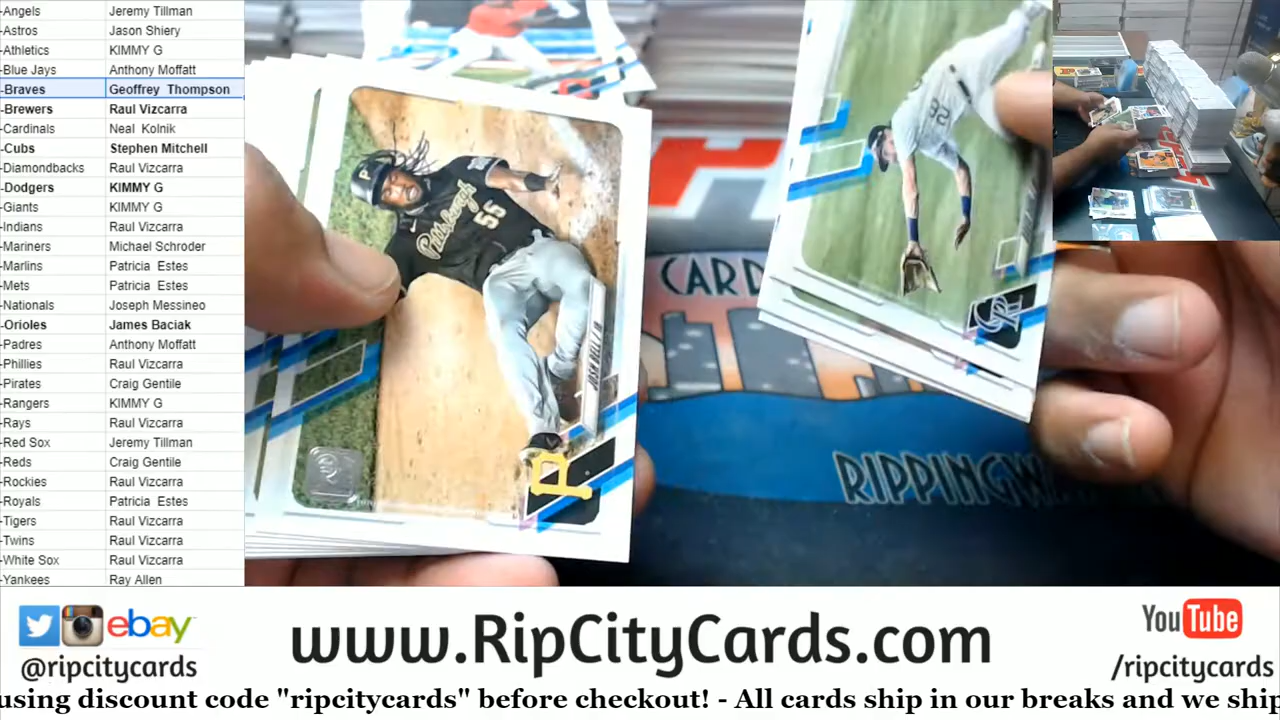 -Angels Jeremy Tillman
-Astros Jason Shiery
-Athletics KIMMY G
-Blue Jays Anthony Moffatt
-Braves Geoffrey Thompson
-Brewers Raul Vizcarra
-Cardinals Neal Kolnik
-Cubs Stephen Mitchell
-Diamondbacks Raul Vizcarra
-Dodgers KIMMY G
-Giants KIMMY G
-Indians Raul Vizcarra
-Mariners Michael Schroder
-Marlins Patricia Estes
-Mets Patricia Estes
-Nationals Joseph Messineo
-Orioles James Baciak
-Padres Anthony Moffatt
-Phillies Raul Vizcarra
-Pirates Craig Gentile
-Rangers KIMMY G
-Rays Raul Vizcarra
-Red Sox Jeremy Tillman
-Reds Craig Gentile
-Rockies Raul Vizcarra
-Royals Patricia Estes
-Tigers Raul Vizcarra
-Twins Raul Vizcarra
-White Sox Raul Vizcarra
-Yankees Ray Allen
P
Pittsburgh
55
JOSH BELL
P
CR
CARD
RIPPINGW
ebay
@ripcitycards
www.RipCityCards.com
YouTube
/ripcitycards
using discount code "ripcitycards" before checkout! - All cards ship in our breaks and we ship